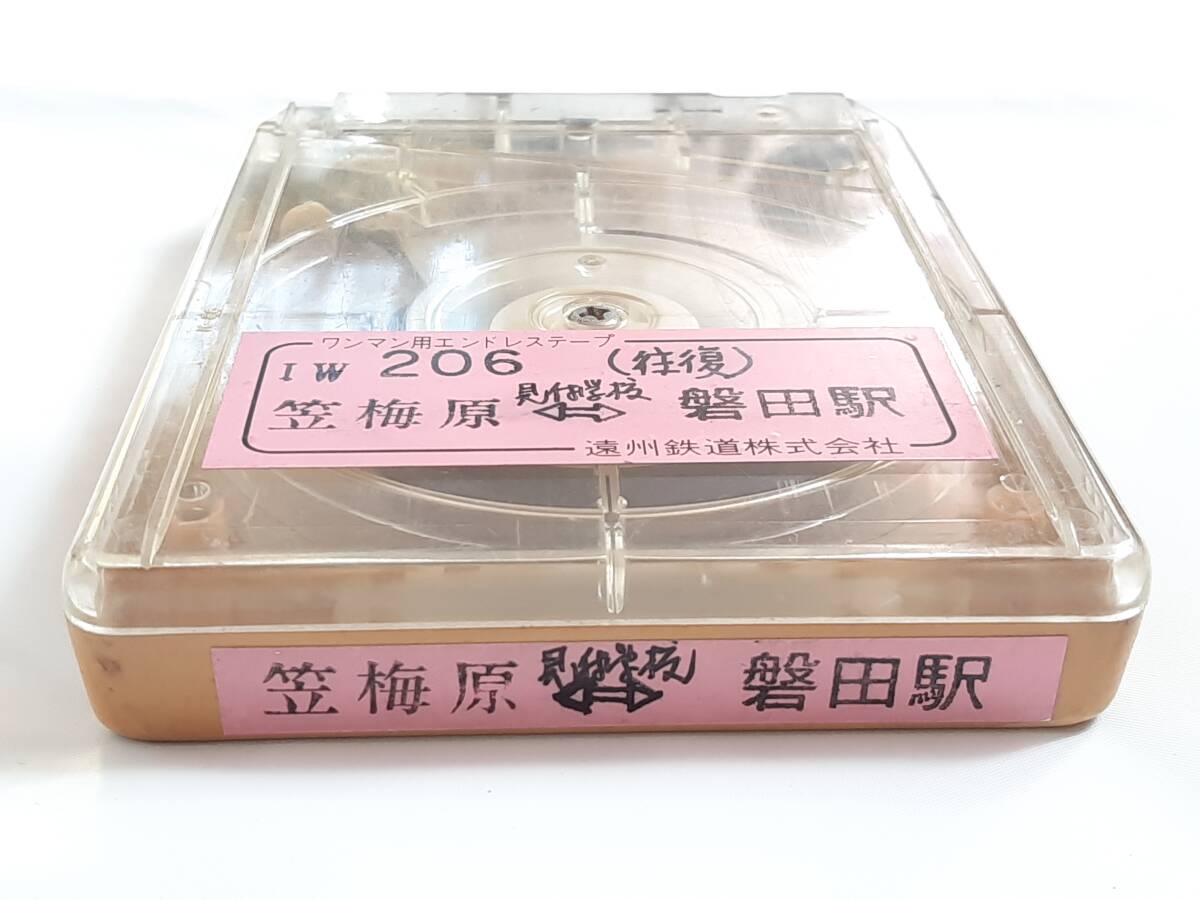 ワンマン用エンドレステープ
IW 206 (往復)
見付学校
笠梅原 ⇔ 磐田駅
遠州鉄道株式会社
見付学校
笠梅原 ⇔ 磐田駅